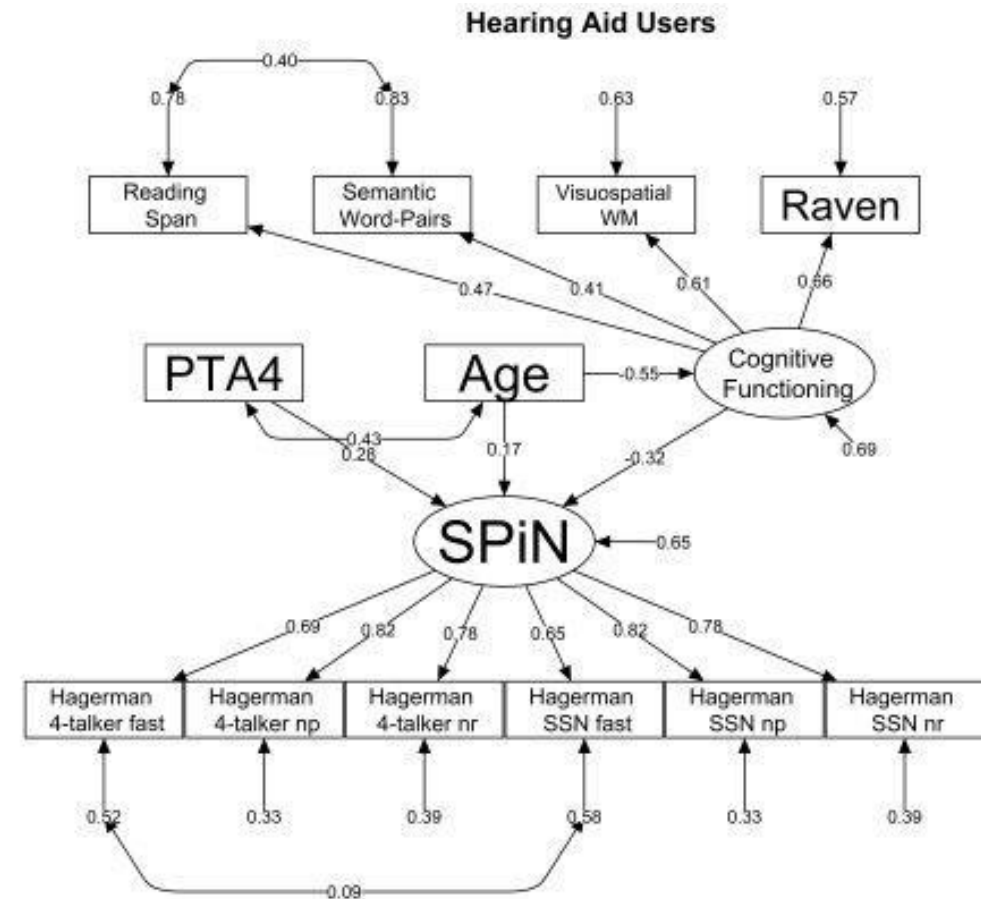 Hearing Aid Users
0.40
0.78 0.83 0.63 0.57
Reading Semantic Visuospatial Raven
Span Word-Pairs WM
0.47 0.41 0.61 0.66
PTA4 Age -0.55 Cognitive
Functioning
0.43
0.28 0.17 -0.32 0.69
SPiN 0.65
0.69 0.82 0.78 0.65 0.82 0.78
Hagerman Hagerman Hagerman Hagerman Hagerman Hagerman
4-talker fast 4-talker np 4-talker nr SSN fast SSN np SSN nr
0.52 0.33 0.39 0.58 0.33 0.39
0.09